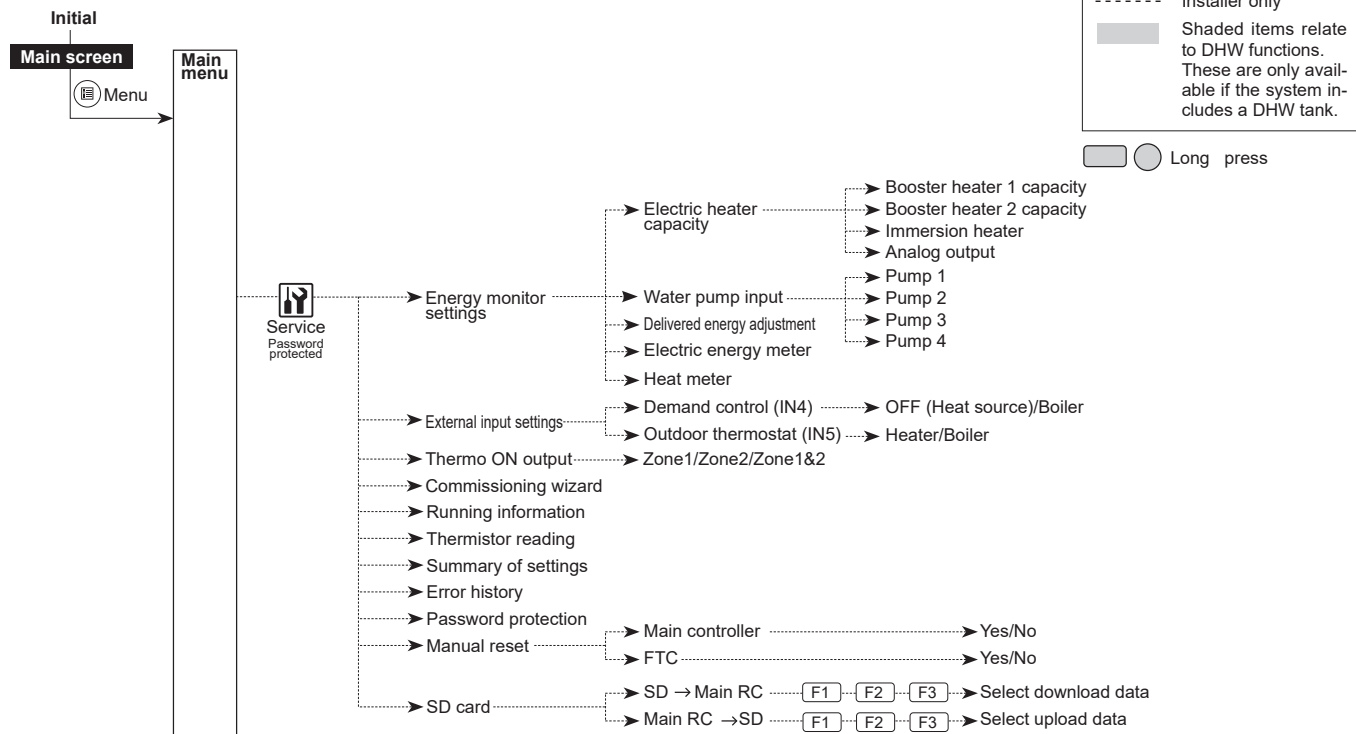 Initial
Main screen
Menu
Main
menu
Installer only
Shaded items relate
to DHW functions.
These are only avail-
able if the system in-
cludes a DHW tank.
Long press
Service
Password
protected
Energy monitor
settings
Electric heater
capacity
Booster heater 1 capacity
Booster heater 2 capacity
Immersion heater
Analog output
Water pump input
Pump 1
Pump 2
Pump 3
Pump 4
Delivered energy adjustment
Electric energy meter
Heat meter
External input settings
Demand control (IN4)
OFF (Heat source)/Boiler
Outdoor thermostat (IN5)
Heater/Boiler
Thermo ON output
Zone1/Zone2/Zone1&2
Commissioning wizard
Running information
Thermistor reading
Summary of settings
Error history
Password protection
Manual reset
Main controller
Yes/No
FTC
Yes/No
SD card
SD → Main RC
F1 F2 F3
Select download data
Main RC → SD
F1 F2 F3
Select upload data